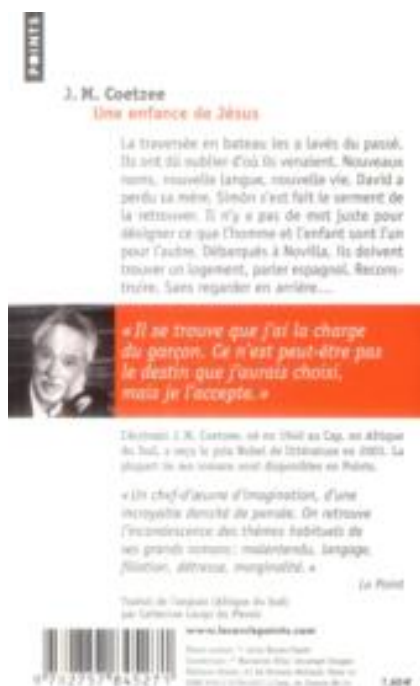 POINTS
J. M. Coetzee
Une enfance de Jésus
La traversée en bateau les a lavés du passé.
Ils ont dû oublier d'où ils venaient. Nouveaux
noms, nouvelle langue, nouvelle vie. David a
perdu sa mère, Simón s'est fait le serment de
la retrouver. Il n'y a pas de mot juste pour
désigner ce que l'homme et l'enfant sont l'un
pour l'autre. Débarqués à Novilla, ils doivent
trouver un logement, parler espagnol. Recons-
truire. Sans regarder en arrière...
« Il se trouve que j'ai la charge
du garçon. Ce n'est peut-être pas
le destin que j'aurais choisi,
mais je l'accepte. »
J. M. Coetzee, né en 1940 au Cap, en Afrique
du Sud, a reçu le prix Nobel de littérature en 2003. La
plupart de ses romans sont disponibles en Points.
« Un chef-d'œuvre d'imagination, d'une
incroyable densité de pensée. On retrouve
l'incandescence des thèmes habituels de
ses grands romans : malentendu, langage,
filiation, détresse, marginalité. »
Le Point
Traduit de l'anglais (Afrique du Sud)
par Catherine Lauga du Plessis
www.lecerclepoints.com
9 782757 845271
7,60€